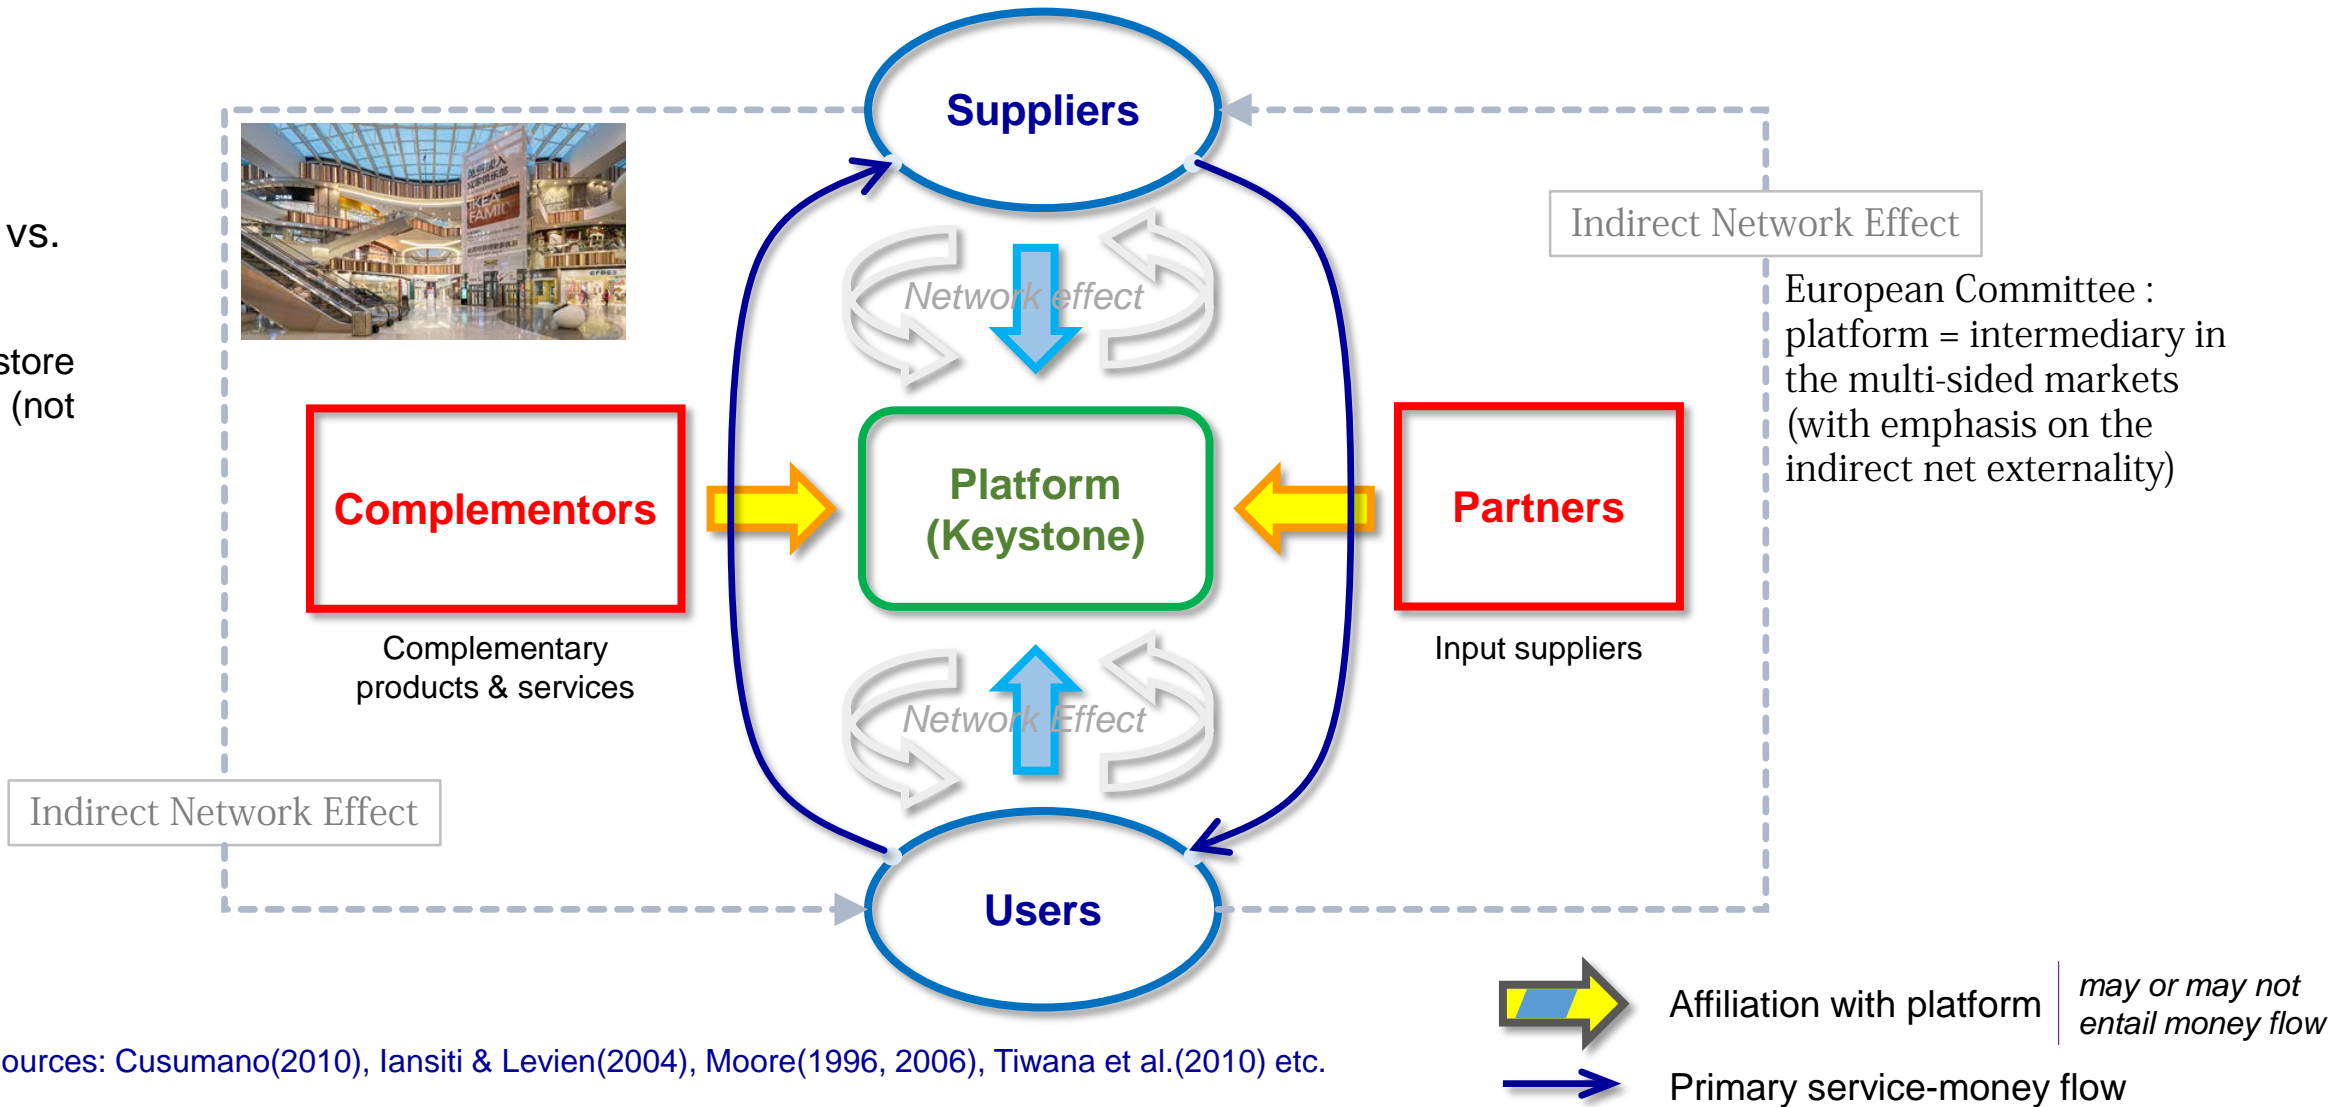 Suppliers
vs.
store
(not
IKEA
FAMILY
crocs
Indirect Network Effect
Network effect
European Committee :
platform = intermediary in
the multi-sided markets
(with emphasis on the
indirect net externality)
Complementors
Platform
(Keystone)
Partners
Complementary
products & services
Input suppliers
Network Effect
Indirect Network Effect
Users
Affiliation with platform
may or may not
entail money flow
Primary service-money flow
ources: Cusumano(2010), Iansiti & Levien(2004), Moore(1996, 2006), Tiwana et al.(2010) etc.